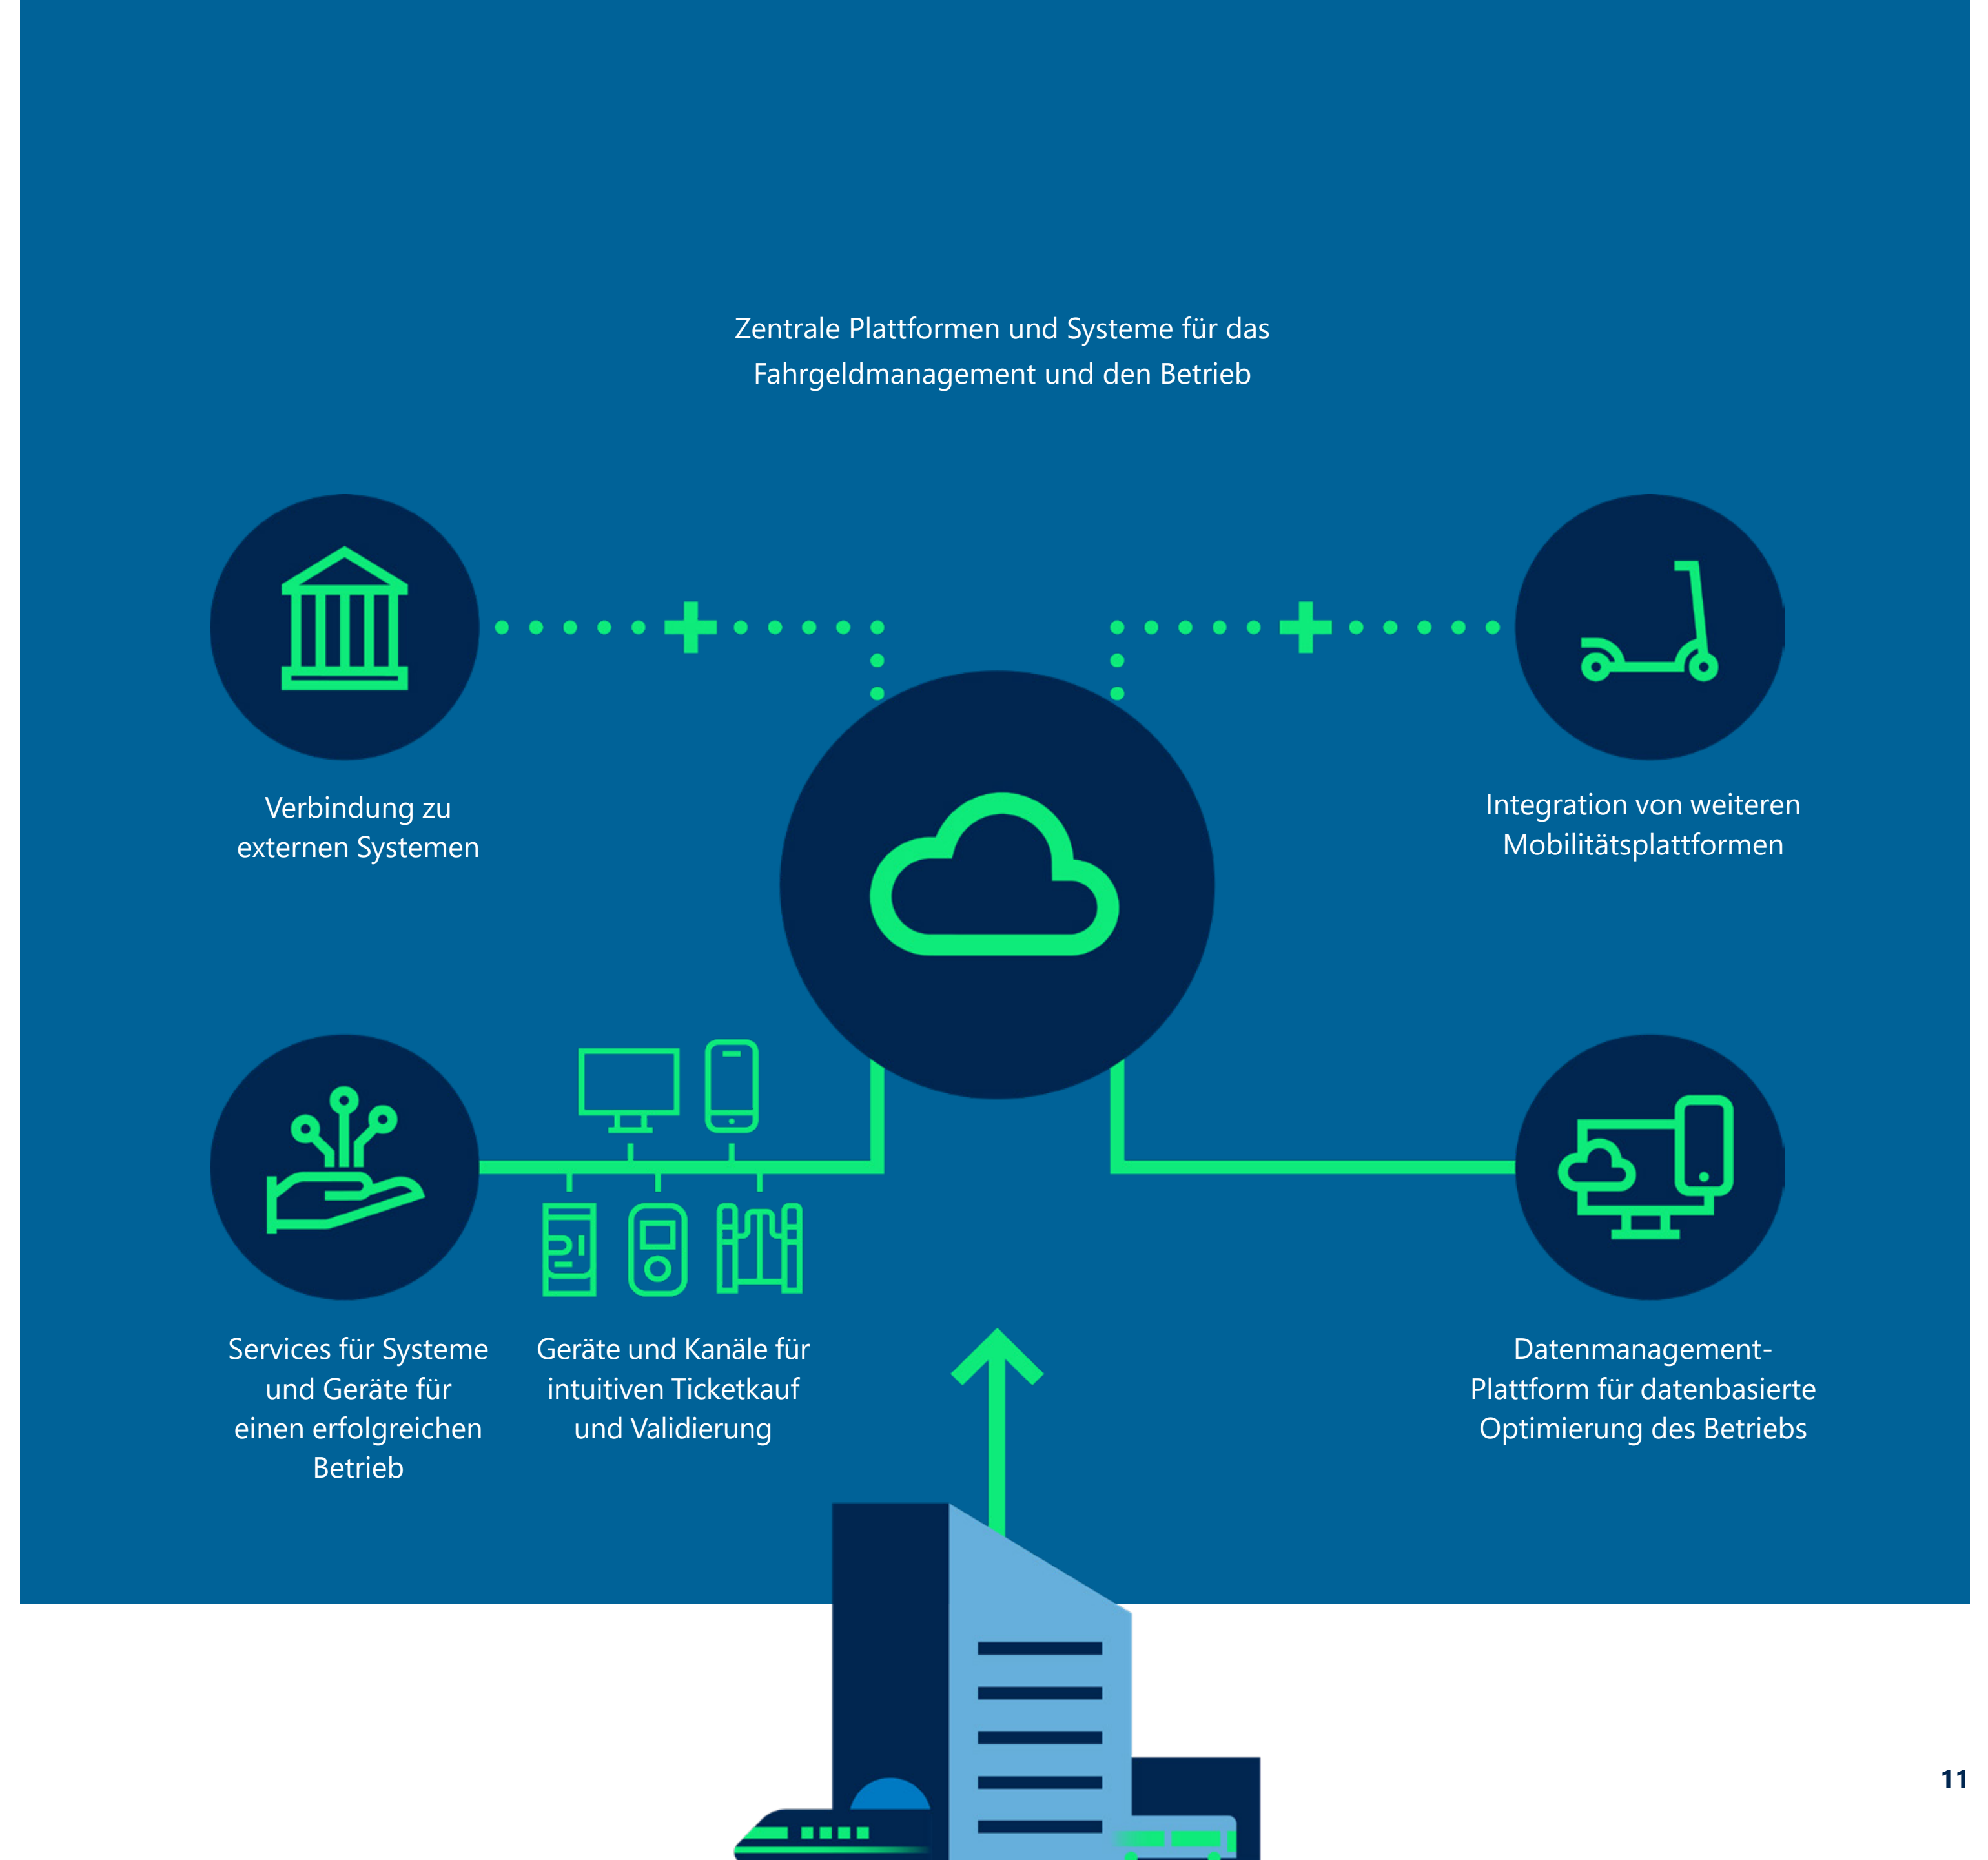 Zentrale Plattformen und Systeme für das
Fahrgeldmanagement und den Betrieb
Verbindung zu
externen Systemen
Integration von weiteren
Mobilitätsplattformen
Services für Systeme
und Geräte für
einen erfolgreichen
Betrieb
Geräte und Kanäle für
intuitiven Ticketkauf
und Validierung
Datenmanagement-
Plattform für datenbasierte
Optimierung des Betriebs
11